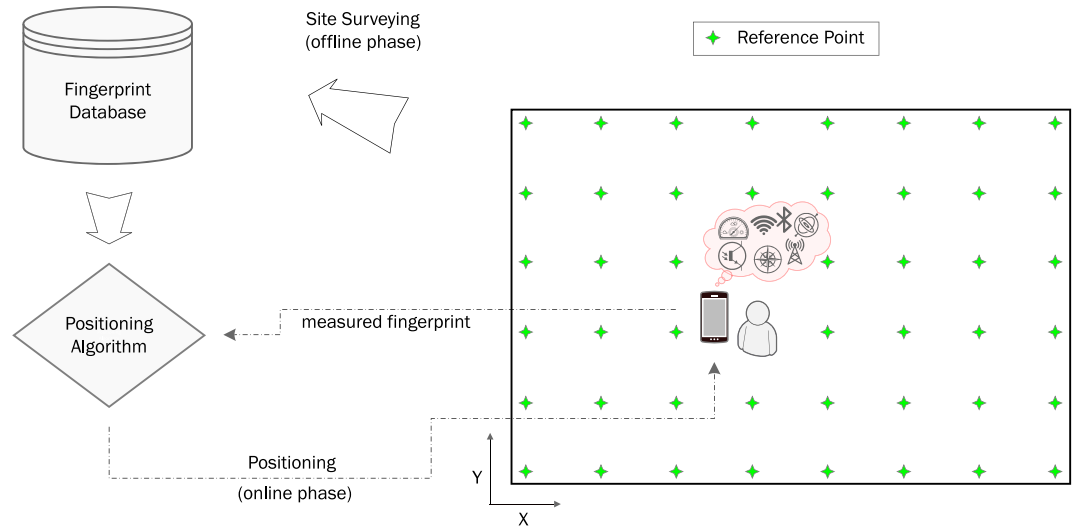 Site Surveying
(offline phase)
Reference Point
Fingerprint
Database
Positioning
Algorithm
measured fingerprint
Positioning
(online phase)
Y
X